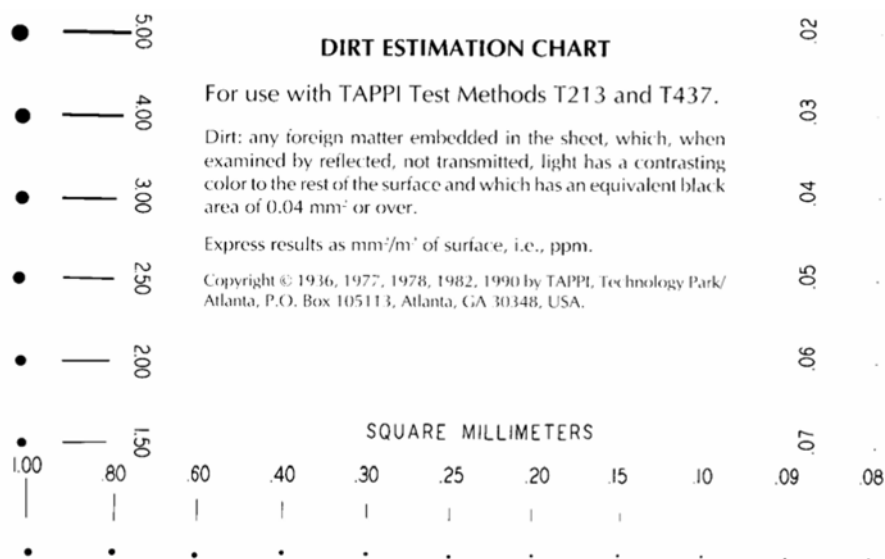 DIRT ESTIMATION CHART
For use with TAPPI Test Methods T213 and T437.
Dirt: any foreign matter embedded in the sheet, which, when
examined by reflected, not transmitted, light has a contrasting
color to the rest of the surface and which has an equivalent black
area of 0.04 mm² or over.
Express results as mm²/m² of surface, i.e., ppm.
Copyright © 1936, 1977, 1978, 1982, 1990 by TAPPI, Technology Park/
Atlanta, P.O. Box 105113, Atlanta, GA 30348, USA.
SQUARE MILLIMETERS
5.00
4.00
3.00
2.50
2.00
1.50
1.00 .80 .60 .40 .30 .25 .20 .15 .10 .09 .08
.02
.03
.04
.05
.06
.07